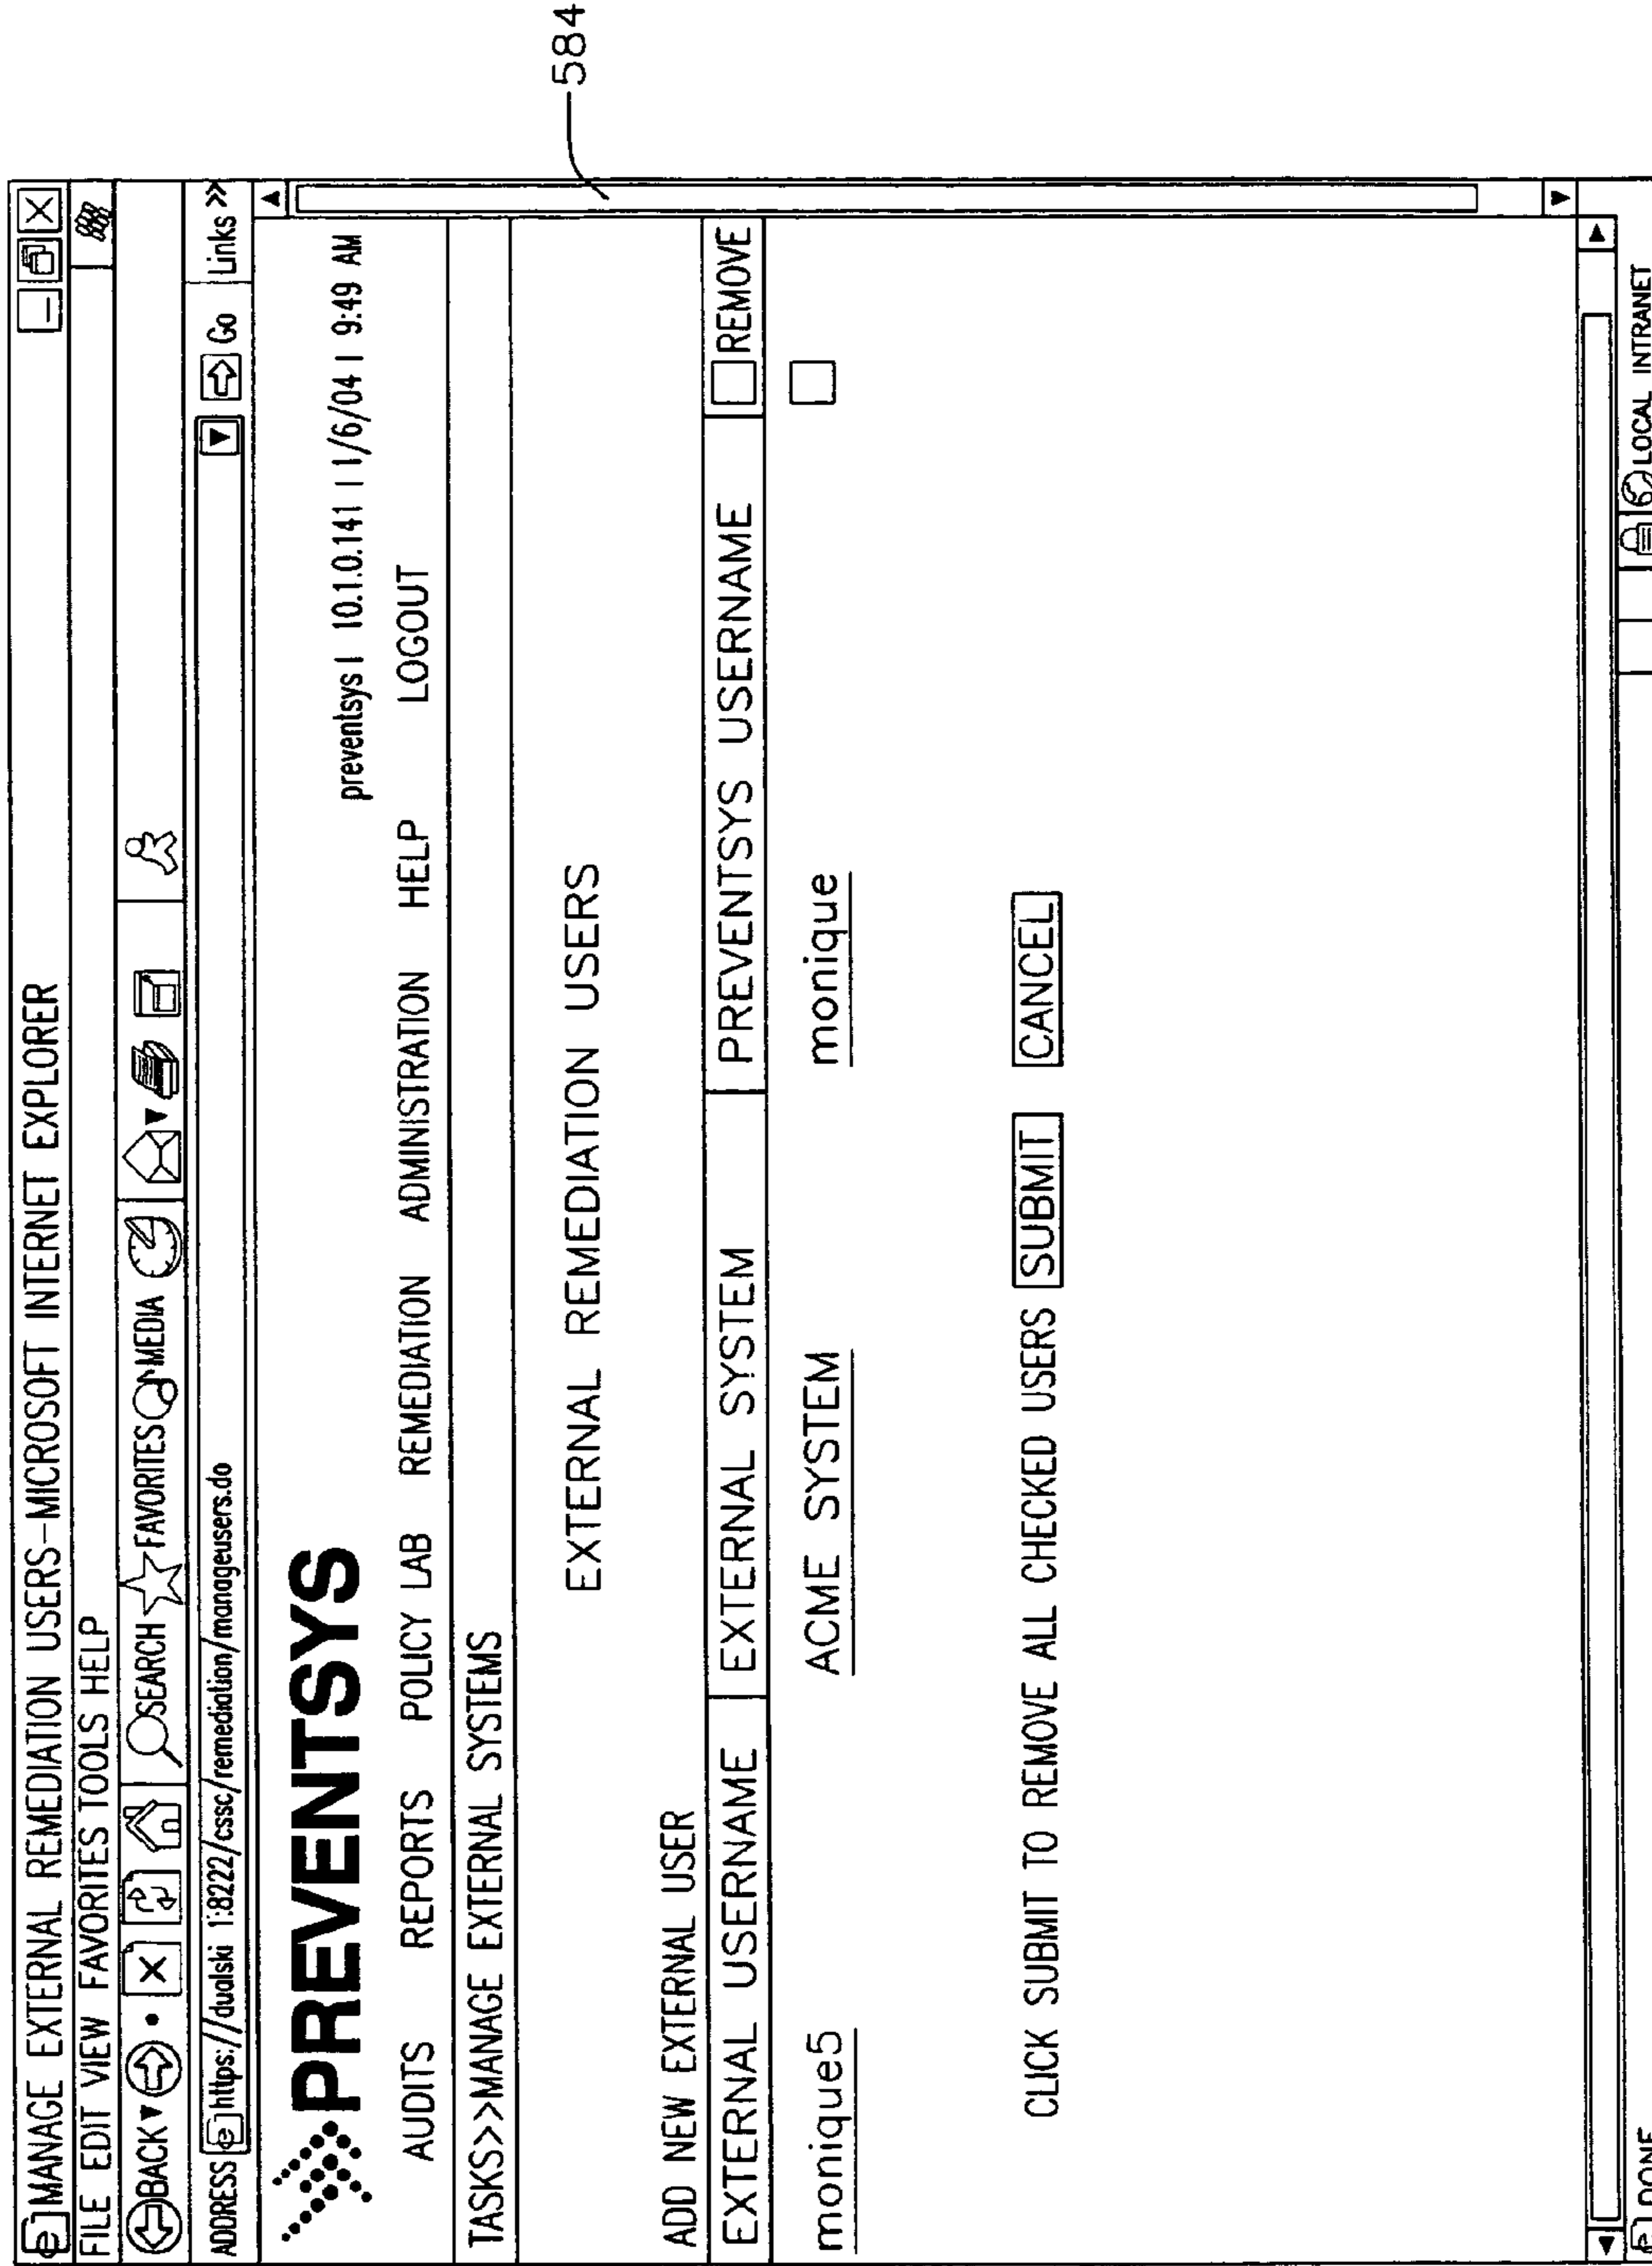 MANAGE EXTERNAL REMEDIATION USERS-MICROSOFT INTERNET EXPLORER
FILE EDIT VIEW FAVORITES TOOLS HELP
BACK SEARCH FAVORITES MEDIA
ADDRESS https://dualski 1:8222/cssc/remediation/manageusers.do Go Links >>
PREVENTSYS
preventsys | 10.1.0.141 | 1/6/04 | 9:49 AM
AUDITS REPORTS POLICY LAB REMEDIATION ADMINISTRATION HELP LOGOUT
TASKS>>MANAGE EXTERNAL SYSTEMS
584
EXTERNAL REMEDIATION USERS
ADD NEW EXTERNAL USER
EXTERNAL USERNAME EXTERNAL SYSTEM PREVENTSYS USERNAME REMOVE
monique5 ACME SYSTEM monique
CLICK SUBMIT TO REMOVE ALL CHECKED USERS SUBMIT CANCEL
DONE LOCAL INTRANET